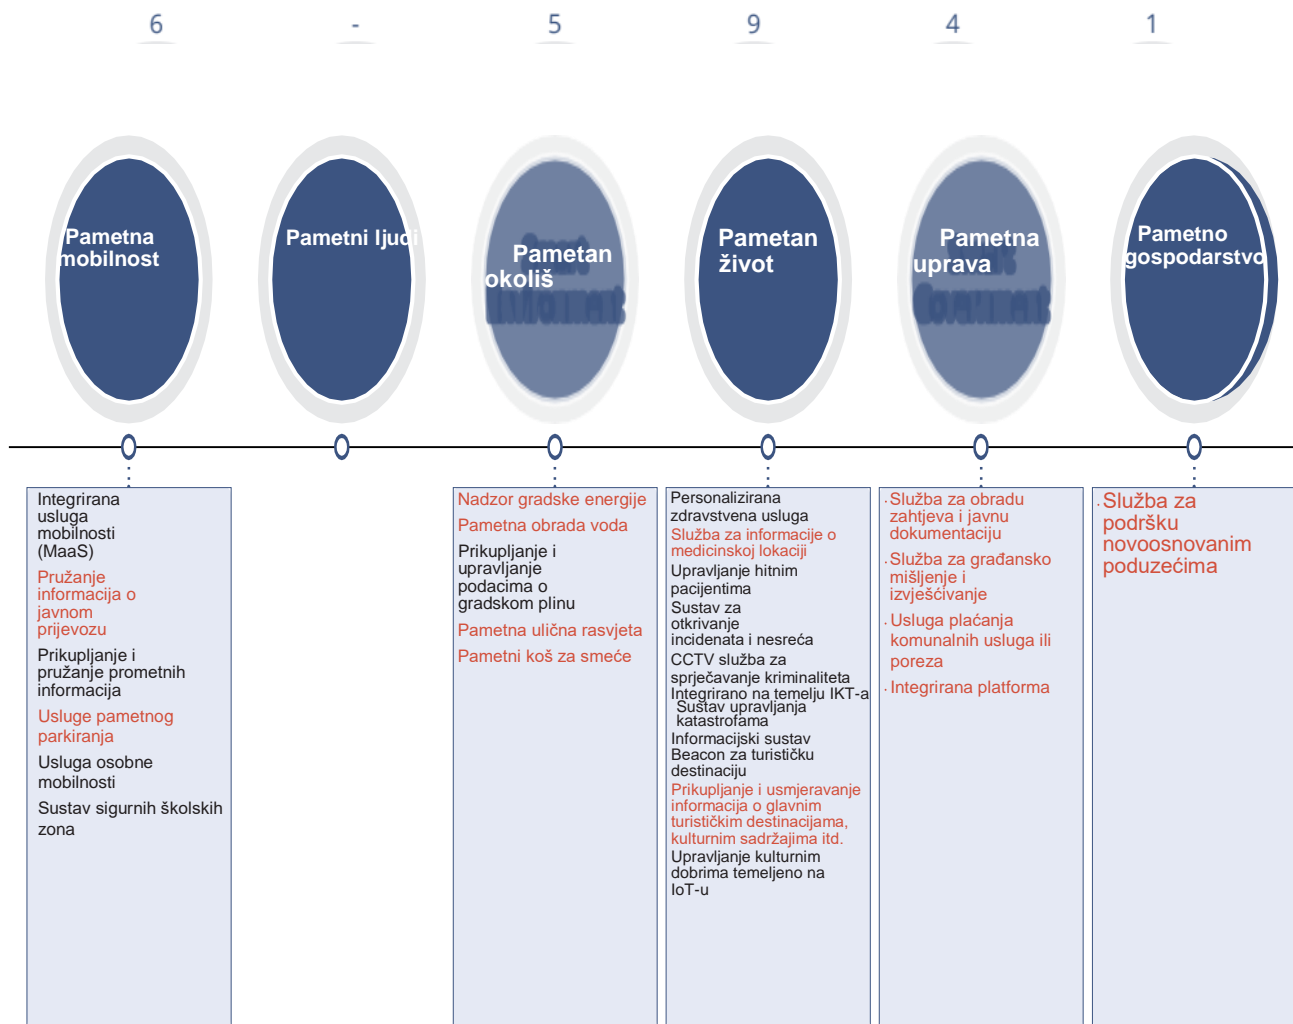 6
-
5
9
4
1
Pametna
mobilnost
Pametni ljudi
Pametan
okoliš
Pametan
život
Pametna
uprava
Pametno
gospodarstvo
Integrirana
usluga
mobilnosti
(MaaS)
Pružanje
informacija o
javnom
prijevozu
Prikupljanje i
pružanje prometnih
informacija
Usluge pametnog
parkiranja
Usluga osobne
mobilnosti
Sustav sigurnih školskih
zona
Nadzor gradske energije
Pametna obrada voda
Prikupljanje i
upravljanje
podacima o
gradskom plinu
Pametna ulična rasvjeta
Pametni koš za smeće
Personalizirana
zdravstvena usluga
Služba za informacije o
medicinskoj lokaciji
Upravljanje hitnim
pacijentima
Sustav za
otkrivanje
incidenata i nesreća
CCTV služba za
sprječavanje kriminaliteta
Integrirano na temelju IKT-a
Sustav upravljanja
katastrofama
Informacijski sustav
Beacon za turističku
destinaciju
Prikupljanje i usmjeravanje
informacija o glavnim
turističkim destinacijama,
kulturnim sadržajima itd.
Upravljanje kulturnim
dobrima temeljeno na
IoT-u
· Služba za obradu
zahtjeva i javnu
dokumentaciju
· Služba za građansko
mišljenje i
izvješćivanje
· Usluga plaćanja
komunalnih usluga ili
poreza
· Integrirana platforma
· Služba za
podršku
novoosnovanim
poduzećima